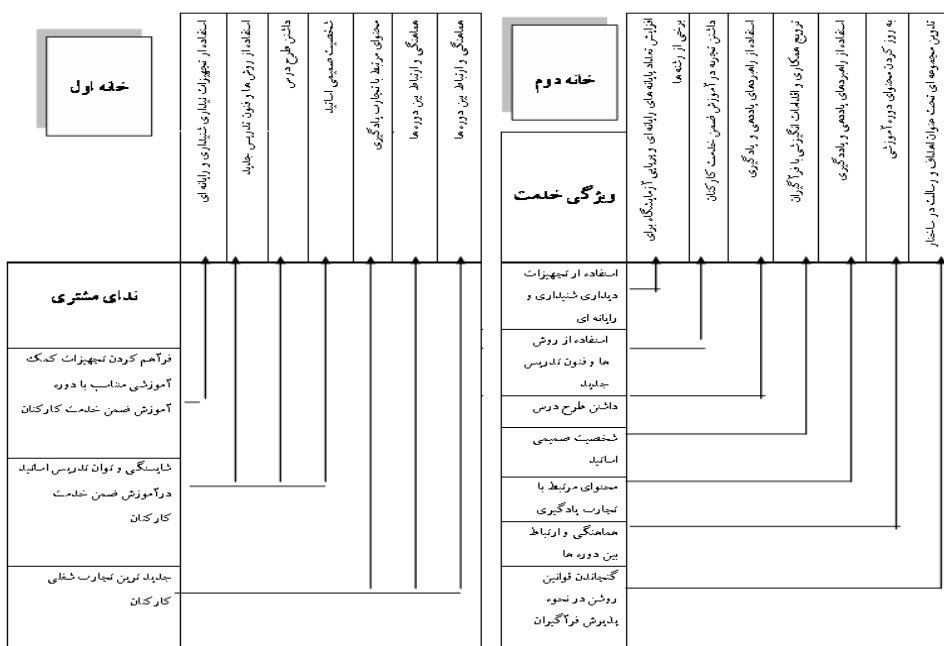 خانه اول
استفاده از تجهیزات دیداری شنیداری و رایانه ای
استفاده از روش ها و فنون تدریس جدید
داشتن طرح درس
شخصیت صمیمی اساتید
محتوای مرتبط با تجارب یادگیری
هماهنگی و ارتباط بین دوره ها
هماهنگی و ارتباط بین دوره ها
ندای مشتری
فرآهم کردن تجهیزات کمک
آموزشی متناسب با دوره
آموزش ضمن خدمت کارکنان
شایستگی و توان تدریس اساتید
درآموزش ضمن خدمت
کارکنان
جدید ترین تجارب شغلی
کارکنان
خانه دوم
ویژگی خدمت
افزایش تعداد پایانه های رایانه ای و برپایی آزمایشگاه برای
برخی از رشته ها
داشتن تجربه در آموزش ضمن خدمت کارکنان
استفاده از راهبردهای یاددهی و یادگیری
ترویج همکاری و اقدامات انگیزشی با فرآگیران
استفاده از راهبردهای یاددهی و یاددگیری
به روز کردن محتوای دوره آموزشی
تدوین مجموعه ای تحت عنوان اهداف و رسالت در ساختار
استفاده از تجهیزات
دیداری شنیداری و
رایانه ای
استفاده از روش
ها و فنون تدریس
جدید
داشتن طرح درس
شخصیت صمیمی
اساتید
محتوای مرتبط با
تجارب یادگیری
هماهنگی و ارتباط
بین دوره ها
گنجاندن قوانین
روشن در نحوه
پذیرش فرآگیران